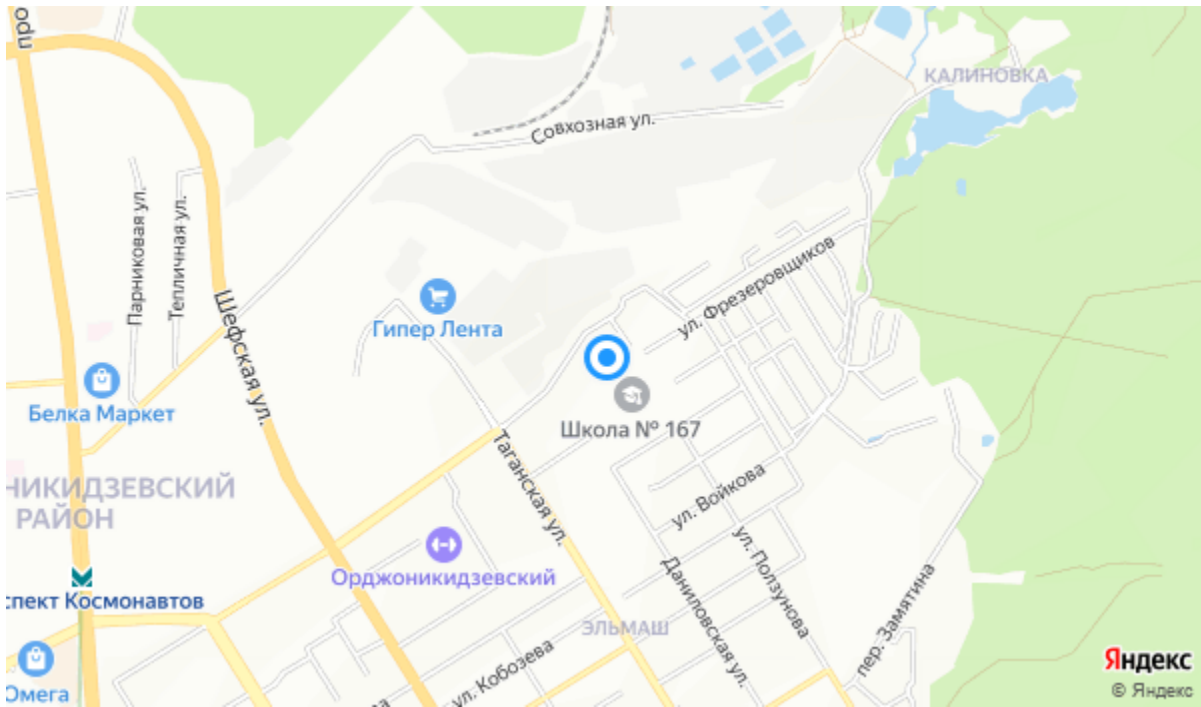 про
КАЛИНОВКА
Совхозная ул.
Парниковая ул.
Тепличная ул.
ул. Фрезеровщиков
Гипер Лента
Шефская ул.
Белка Маркет
Школа № 167
Таганская ул.
НИКИДЗЕВСКИЙ
РАЙОН
ул. Войкова
Орджоникидзевский
ул. Ползунова
Даниловская ул.
пер. Замятина
спект Космонавтов
ЭЛЬМАШ
ул. Кобозева
Омега
ва
Яндекс
© Яндекс